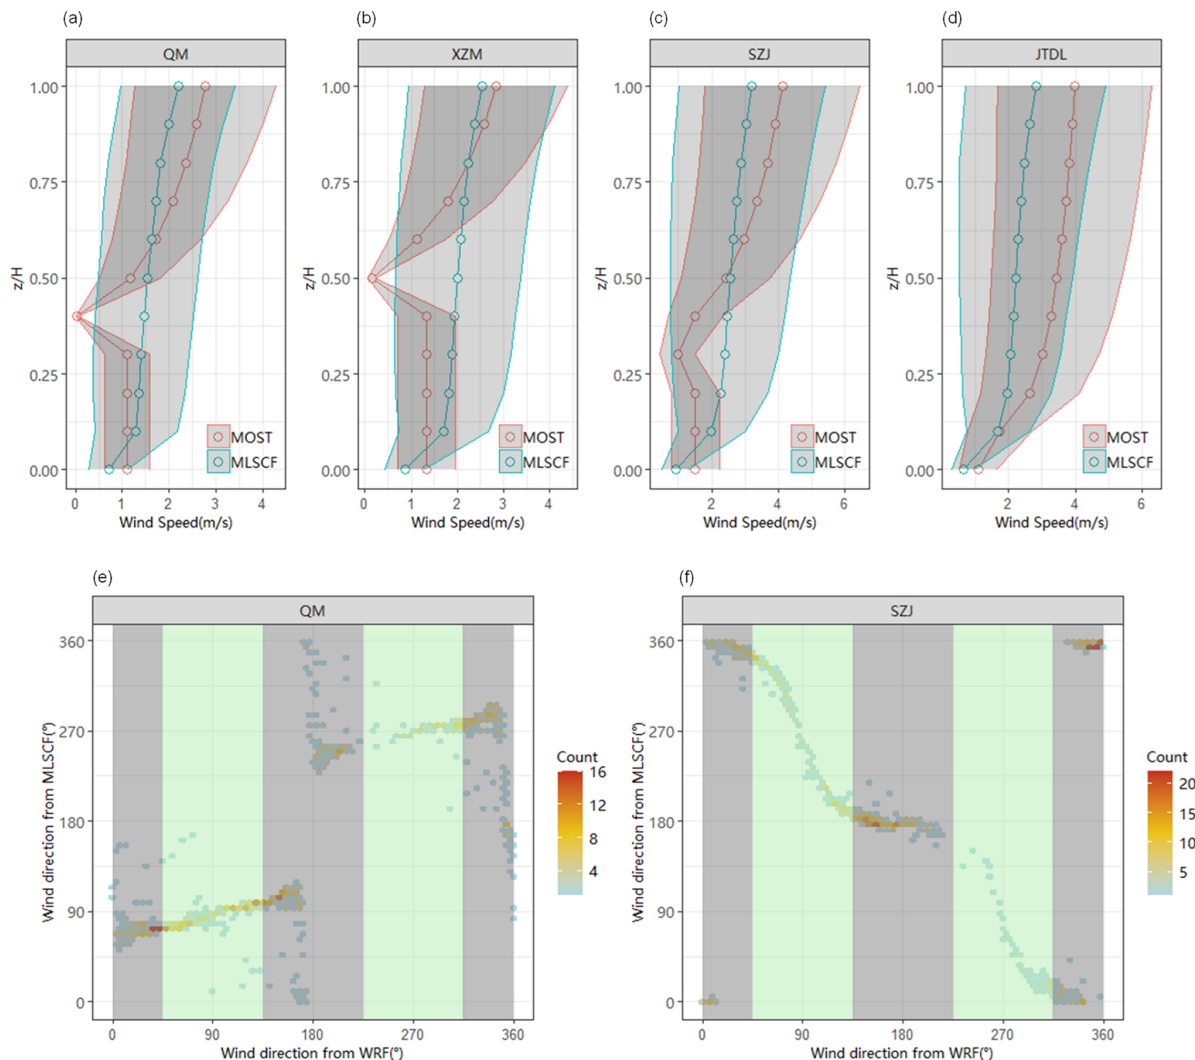 (a) (b) (c) (d)
QM XZM SZJ JTDL
1.00 1.00 1.00 1.00
0.75 0.75 0.75 0.75
z/H z/H z/H z/H
0.50 0.50 0.50 0.50
0.25 0.25 0.25 0.25
MOST MOST MOST MOST
MLSCF MLSCF MLSCF MLSCF
0.00 0.00 0.00 0.00
0 1 2 3 4 0 1 2 3 4 0 2 4 6 2 4 6
Wind Speed(m/s) Wind Speed(m/s) Wind Speed(m/s) Wind Speed(m/s)
(e) (f)
QM SZJ
360 360
270 270
Count Count
16 20
12
180 180
8 10
4 5
90 90
0 0
Wind direction from MLSCF(°) Wind direction from MLSCF(°)
0 90 180 270 360 0 90 180 270 360
Wind direction from WRF(°) Wind direction from WRF(°)